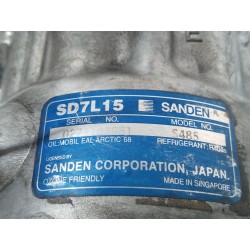 SD7L15 SANDEN
SERIAL NO. MODEL NO.
S485
OIL:MOBIL EAL ARCTIC 68 REFRIGERANT:
LICENSED BY
SANDEN CORPORATION, JAPAN.
OZONE FRIENDLY MADE IN SINGAPORE